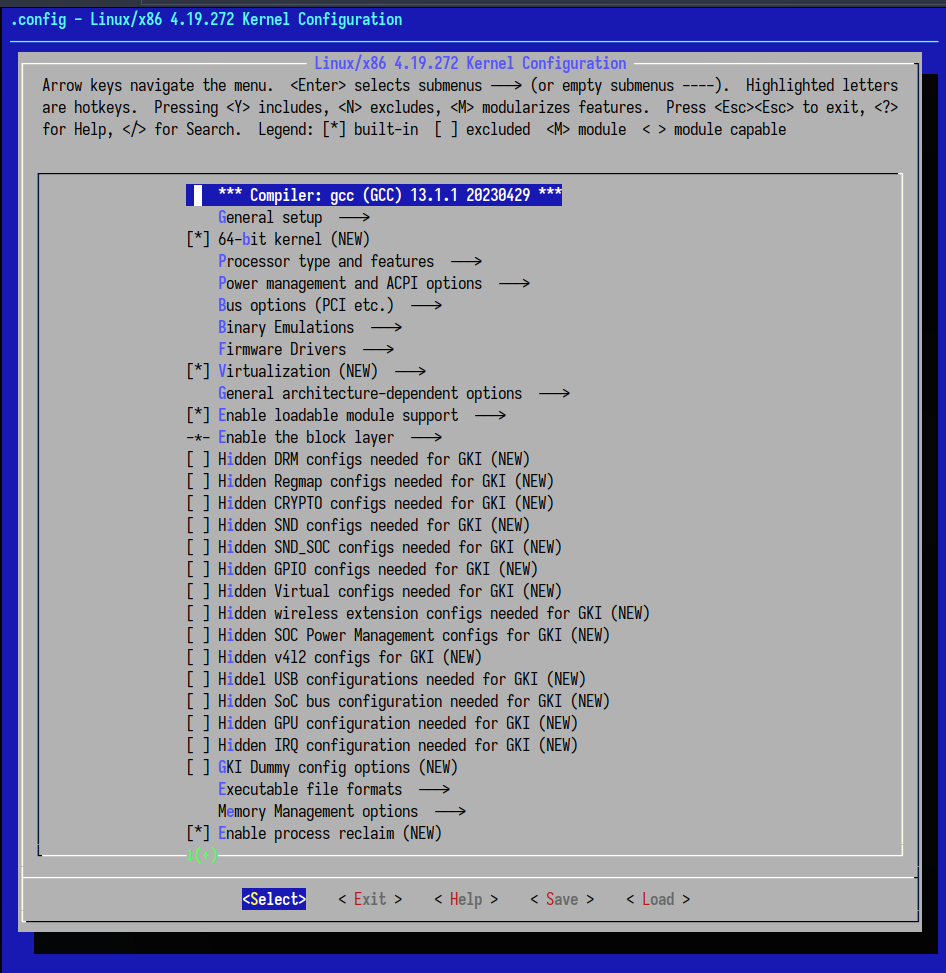 .config - Linux/x86 4.19.272 Kernel Configuration
Linux/x86 4.19.272 Kernel Configuration
Arrow keys navigate the menu.  <Enter> selects submenus ---> (or empty submenus ----).  Highlighted letters
are hotkeys.  Pressing <Y> includes, <N> excludes, <M> modularizes features.  Press <Esc><Esc> to exit, <?>
for Help, </> for Search.  Legend: [*] built-in  [ ] excluded  <M> module  < > module capable
*** Compiler: gcc (GCC) 13.1.1 20230429 ***
General setup  --->
[*] 64-bit kernel (NEW)
Processor type and features  --->
Power management and ACPI options  --->
Bus options (PCI etc.)  --->
Binary Emulations  --->
Firmware Drivers  --->
[*] Virtualization (NEW)  --->
General architecture-dependent options  --->
[*] Enable loadable module support  --->
-*- Enable the block layer  --->
[ ] Hidden DRM configs needed for GKI (NEW)
[ ] Hidden Regmap configs needed for GKI (NEW)
[ ] Hidden CRYPTO configs needed for GKI (NEW)
[ ] Hidden SND configs needed for GKI (NEW)
[ ] Hidden SND_SOC configs needed for GKI (NEW)
[ ] Hidden GPIO configs needed for GKI (NEW)
[ ] Hidden Virtual configs needed for GKI (NEW)
[ ] Hidden wireless extension configs needed for GKI (NEW)
[ ] Hidden SOC Power Management configs for GKI (NEW)
[ ] Hidden v4l2 configs for GKI (NEW)
[ ] Hiddel USB configurations needed for GKI (NEW)
[ ] Hidden SoC bus configuration needed for GKI (NEW)
[ ] Hidden GPU configuration needed for GKI (NEW)
[ ] Hidden IRQ configuration needed for GKI (NEW)
[ ] GKI Dummy config options (NEW)
Executable file formats  --->
Memory Management options  --->
[*] Enable process reclaim (NEW)
↓(+)
<Select>    < Exit >    < Help >    < Save >    < Load >